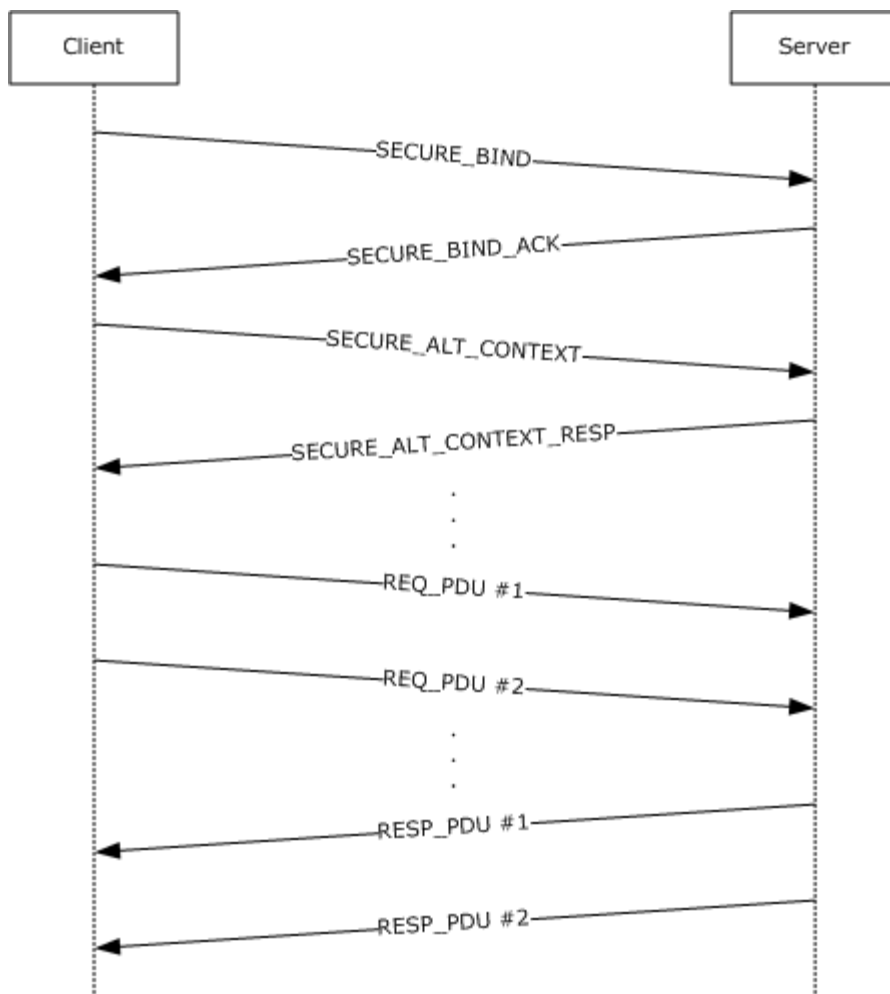 Client
Server
SECURE_BIND
SECURE_BIND_ACK
SECURE_ALT_CONTEXT
SECURE_ALT_CONTEXT_RESP
.
.
.
REQ_PDU #1
REQ_PDU #2
.
.
.
RESP_PDU #1
RESP_PDU #2